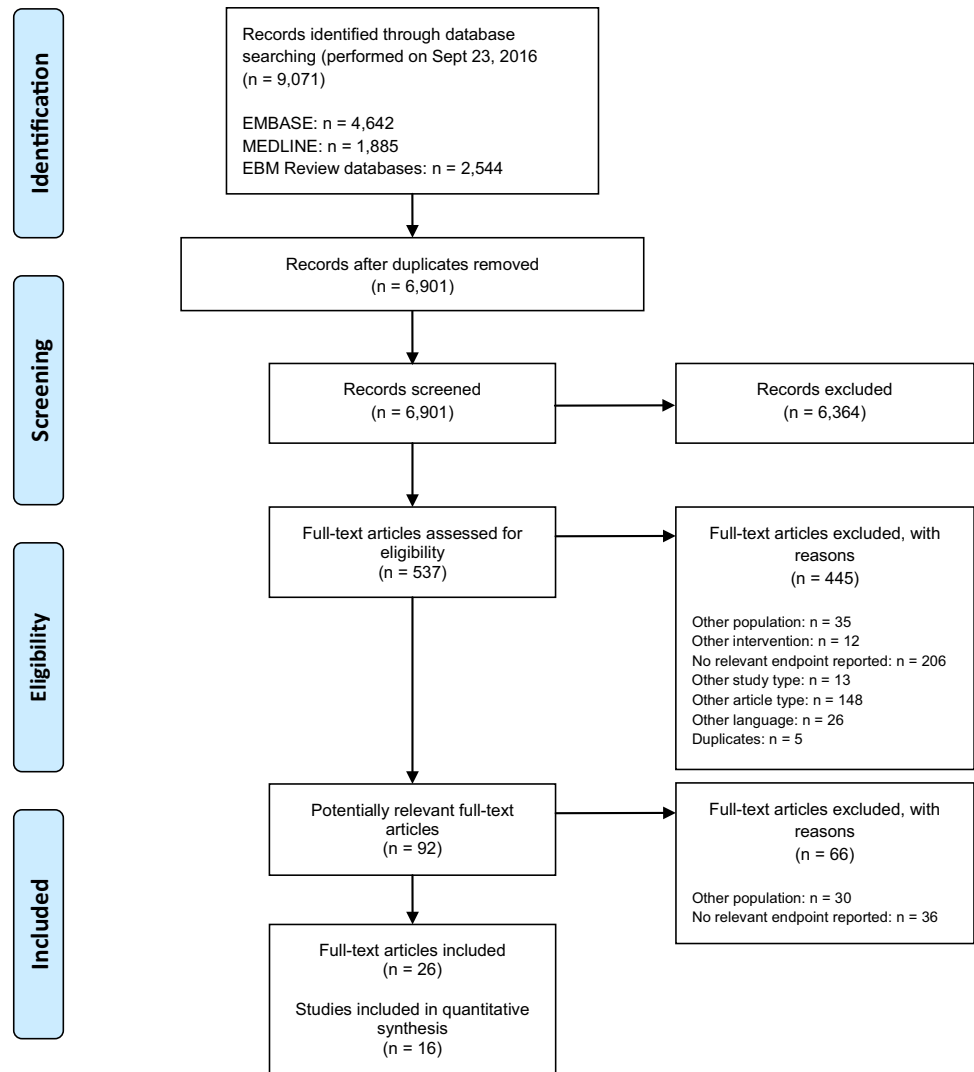 Identification
Records identified through database
searching (performed on Sept 23, 2016
(n = 9,071)
EMBASE: n = 4,642
MEDLINE: n = 1,885
EBM Review databases: n = 2,544
Records after duplicates removed
(n = 6,901)
Screening
Records screened
(n = 6,901)
Records excluded
(n = 6,364)
Eligibility
Full-text articles assessed for
eligibility
(n = 537)
Full-text articles excluded, with
reasons
(n = 445)
Other population: n = 35
Other intervention: n = 12
No relevant endpoint reported: n = 206
Other study type: n = 13
Other article type: n = 148
Other language: n = 26
Duplicates: n = 5
Included
Potentially relevant full-text
articles
(n = 92)
Full-text articles excluded, with
reasons
(n = 66)
Other population: n = 30
No relevant endpoint reported: n = 36
Full-text articles included
(n = 26)
Studies included in quantitative
synthesis
(n = 16)